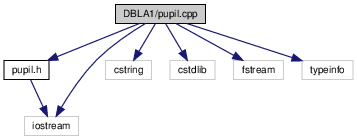 DBLA1/pupil.cpp
pupil.h
cstring
cstdlib
fstream
typeinfo
iostream